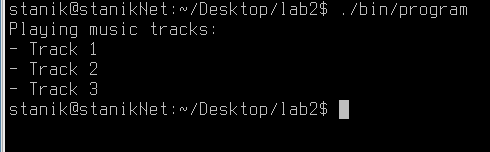 stanik@stanikNet:~/Desktop/lab2$ ./bin/program
Playing music tracks:
- Track 1
- Track 2
- Track 3
stanik@stanikNet:~/Desktop/lab2$